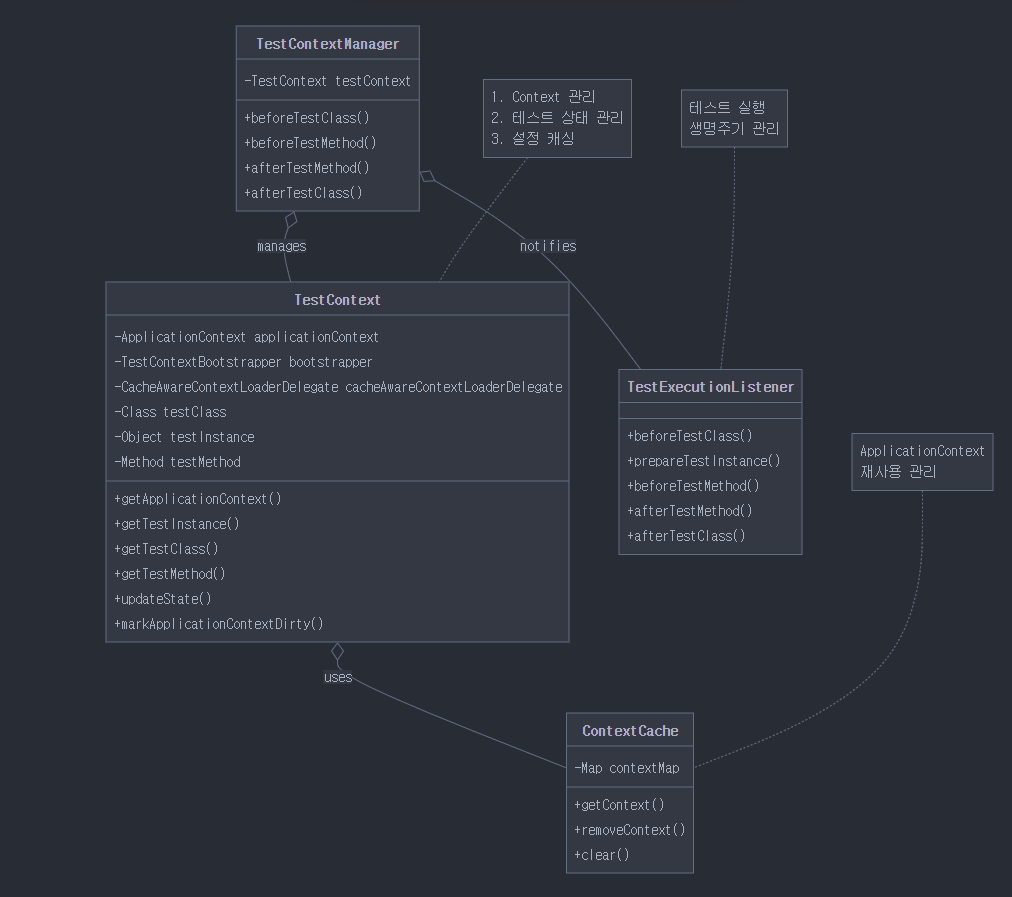 TestContextManager
-TestContext testContext
+beforeTestClass()
+beforeTestMethod()
+afterTestMethod()
+afterTestClass()
1. Context 관리
2. 테스트 상태 관리
3. 설정 캐싱
테스트 실행
생명주기 관리
manages
notifies
TestContext
-ApplicationContext applicationContext
-TestContextBootstrapper bootstrapper
-CacheAwareContextLoaderDelegate cacheAwareContextLoaderDelegate
-Class testClass
-Object testInstance
-Method testMethod
+getApplicationContext()
+getTestInstance()
+getTestClass()
+getTestMethod()
+updateState()
+markApplicationContextDirty()
TestExecutionListener
+beforeTestClass()
+prepareTestInstance()
+beforeTestMethod()
+afterTestMethod()
+afterTestClass()
ApplicationContext
재사용 관리
uses
ContextCache
-Map contextMap
+getContext()
+removeContext()
+clear()